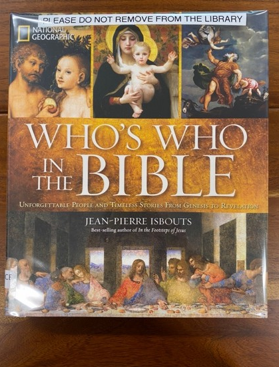 PLEASE DO NOT REMOVE FROM THE LIBRARY
NATIONAL
GEOGRAPHIC
WHO'S WHO
IN THE
BIBLE
UNFORGETTABLE PEOPLE AND TIMELESS STORIES FROM GENESIS TO REVELATION
JEAN-PIERRE ISBOUTS
Best-selling author of In the Footsteps of Jesus